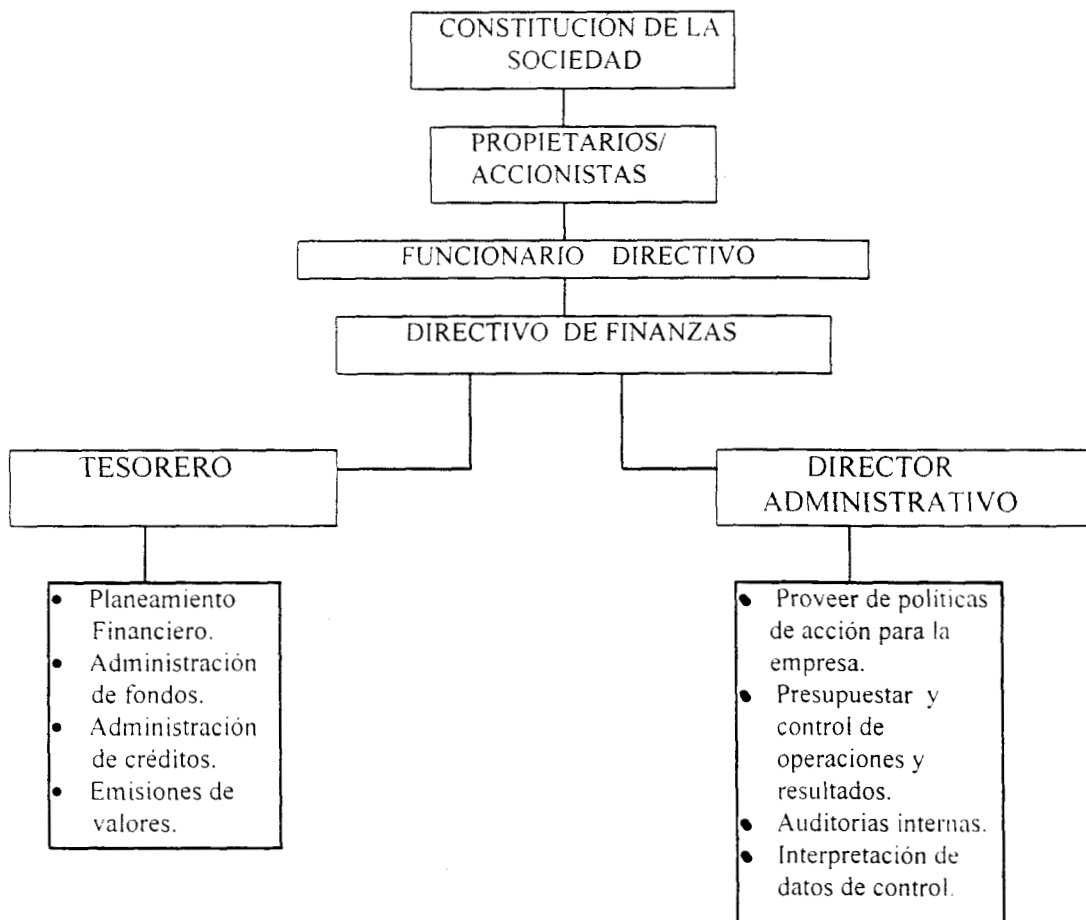 CONSTITUCIÓN DE LA
SOCIEDAD
PROPIETARIOS/
ACCIONISTAS
FUNCIONARIO DIRECTIVO
DIRECTIVO DE FINANZAS
TESORERO
• Planeamiento
Financiero.
• Administración
de fondos.
• Administración
de créditos.
• Emisiones de
valores.
DIRECTOR
ADMINISTRATIVO
• Proveer de políticas
de acción para la
empresa.
• Presupuestar y
control de
operaciones y
resultados.
• Auditorias internas.
• Interpretación de
datos de control.